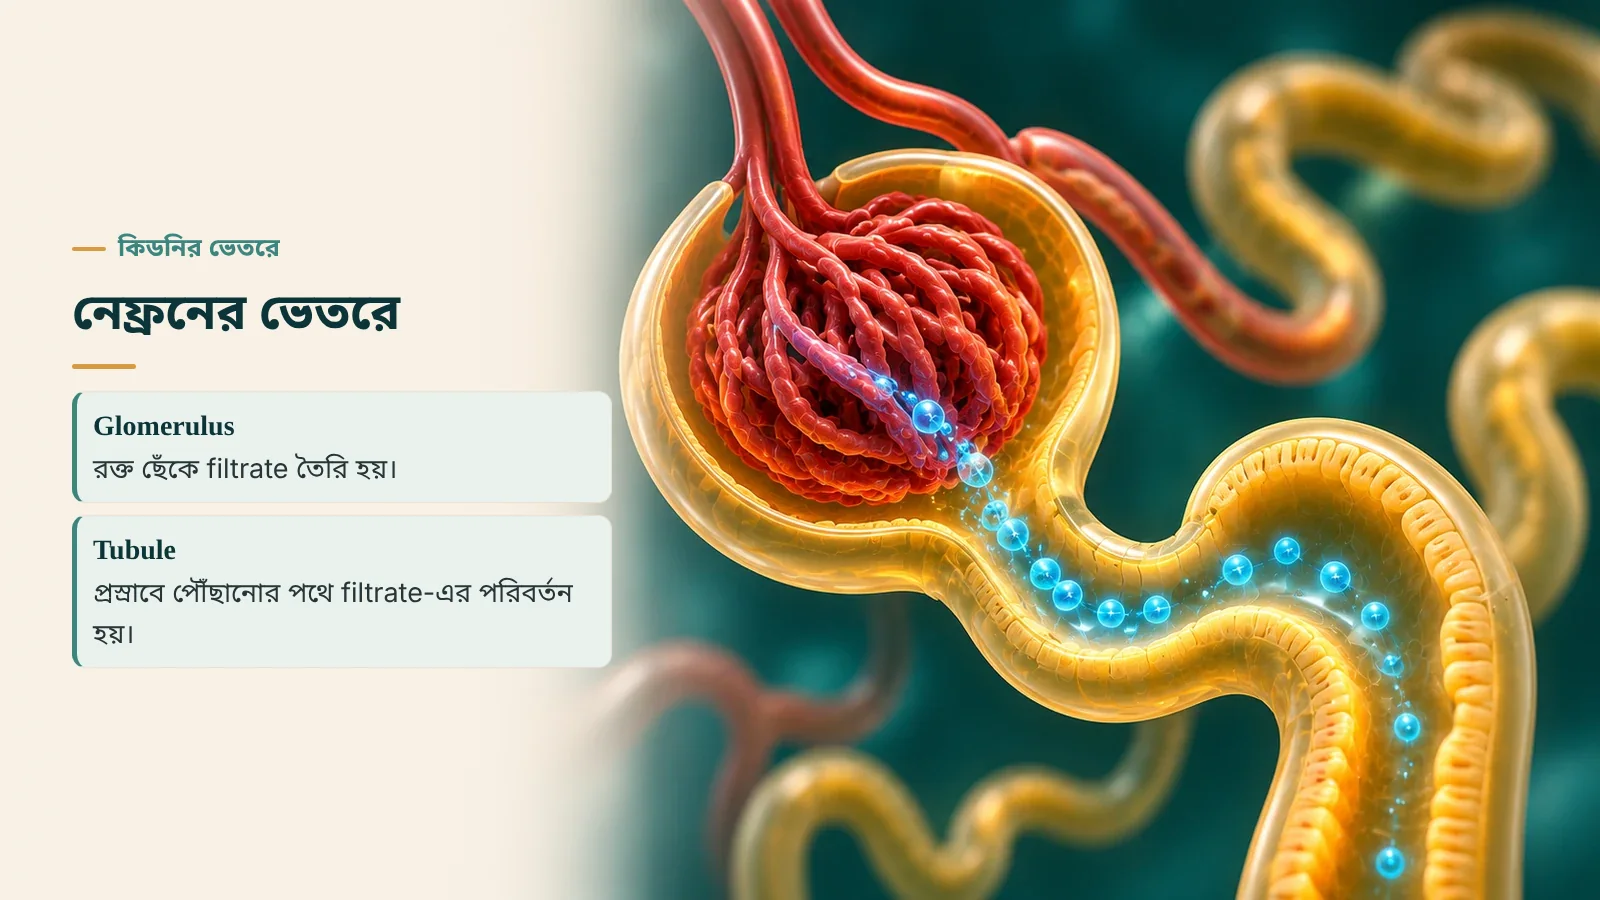 কিডনির ভেতরে
নেফ্রনের ভেতরে
Glomerulus
রক্ত ছেঁকে filtrate তৈরি হয়।
Tubule
প্রস্রাবে পৌঁছানোর পথে filtrate-এর পরিবর্তন
হয়।